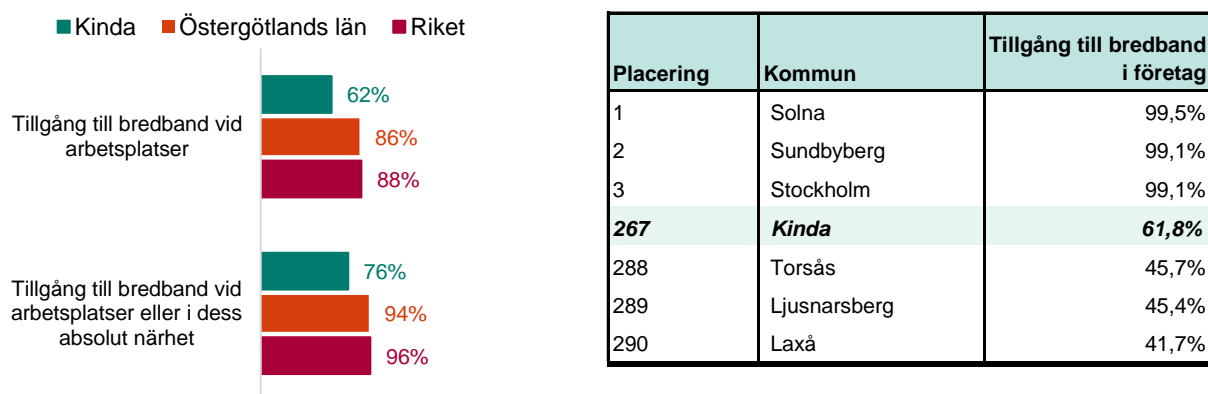 Kinda Östergötlands län Riket
Tillgång till bredband vid
arbetsplatser
62%
86%
88%
Tillgång till bredband vid
arbetsplatser eller i dess
absolut närhet
76%
94%
96%
Placering Kommun Tillgång till bredband
i företag
1 Solna 99,5%
2 Sundbyberg 99,1%
3 Stockholm 99,1%
267 Kinda 61,8%
288 Torsås 45,7%
289 Ljusnarsberg 45,4%
290 Laxå 41,7%